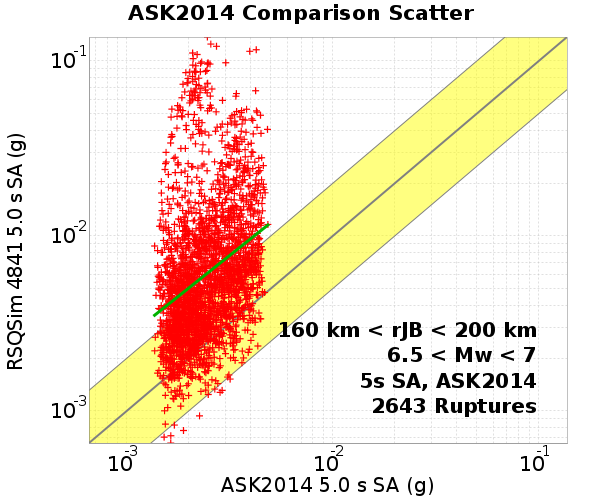 ASK2014 Comparison Scatter
RSQSim 4841 5.0 s SA (g)
10-1
10-2
10-3
160 km < rJB < 200 km
6.5 < Mw < 7
5s SA, ASK2014
2643 Ruptures
10-3 10-2 10-1
ASK2014 5.0 s SA (g)